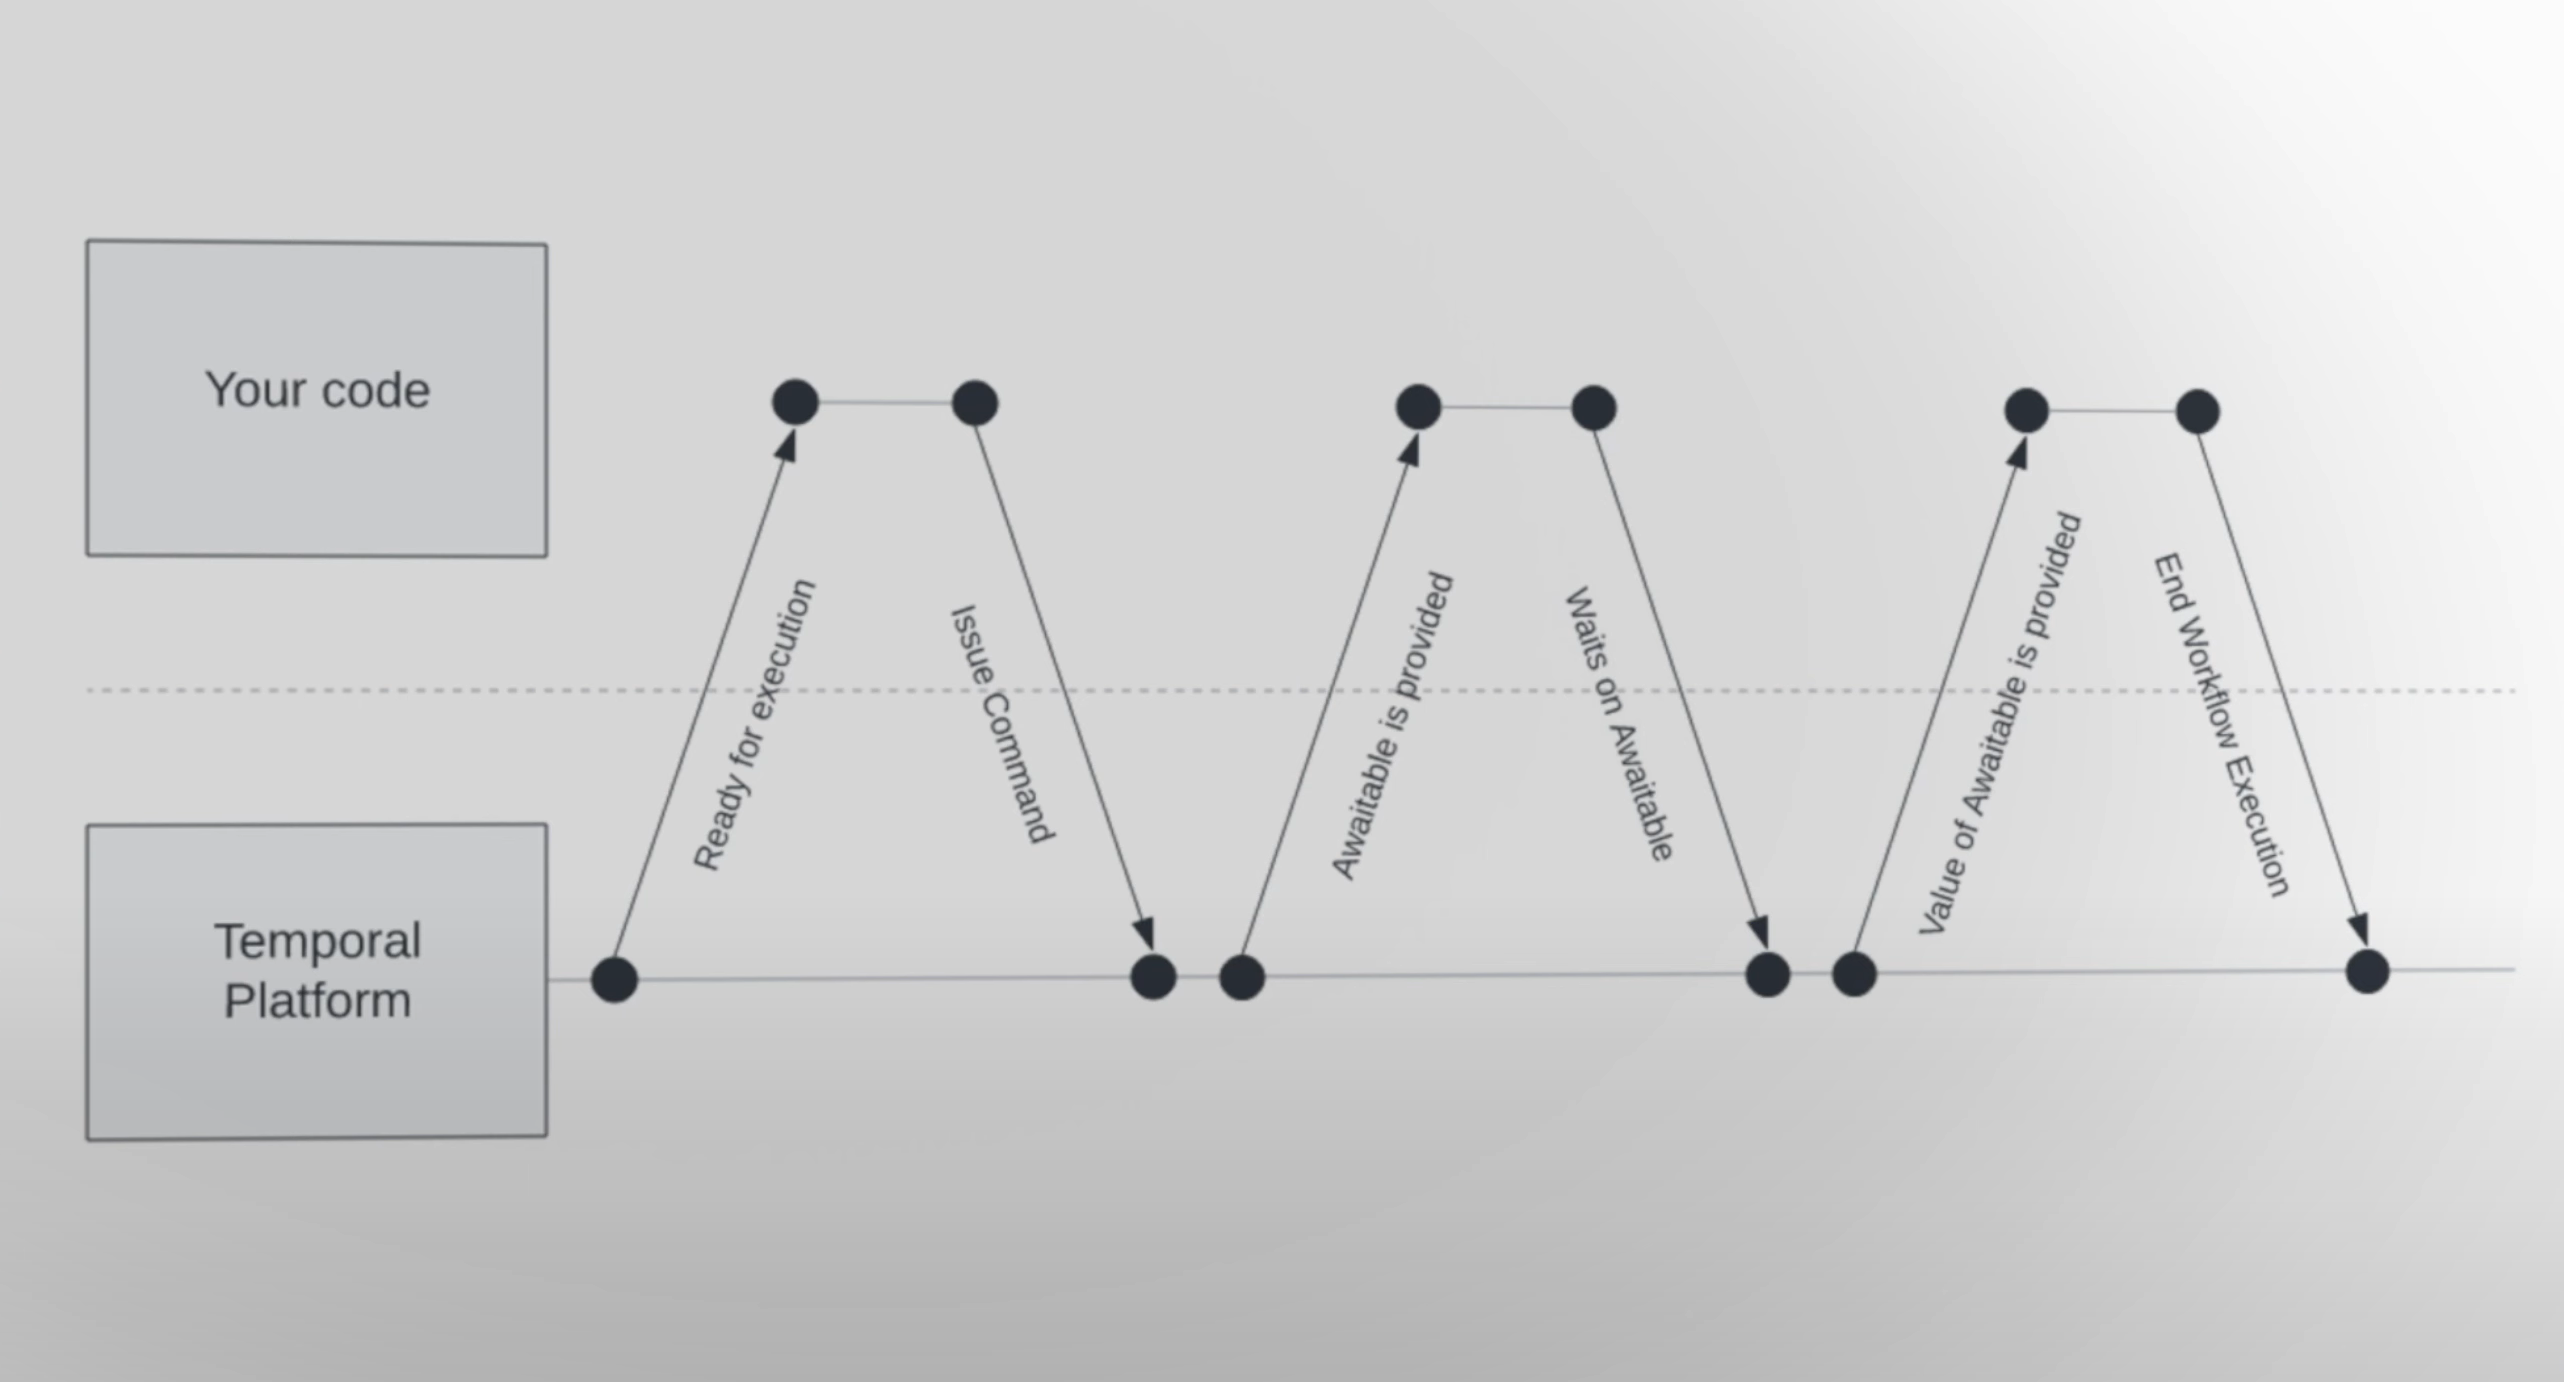 Your code
Ready for execution
Issue Command
Awaitable is provided
Waits on Awaitable
Value of Awaitable is provided
End Workflow Execution
Temporal
Platform